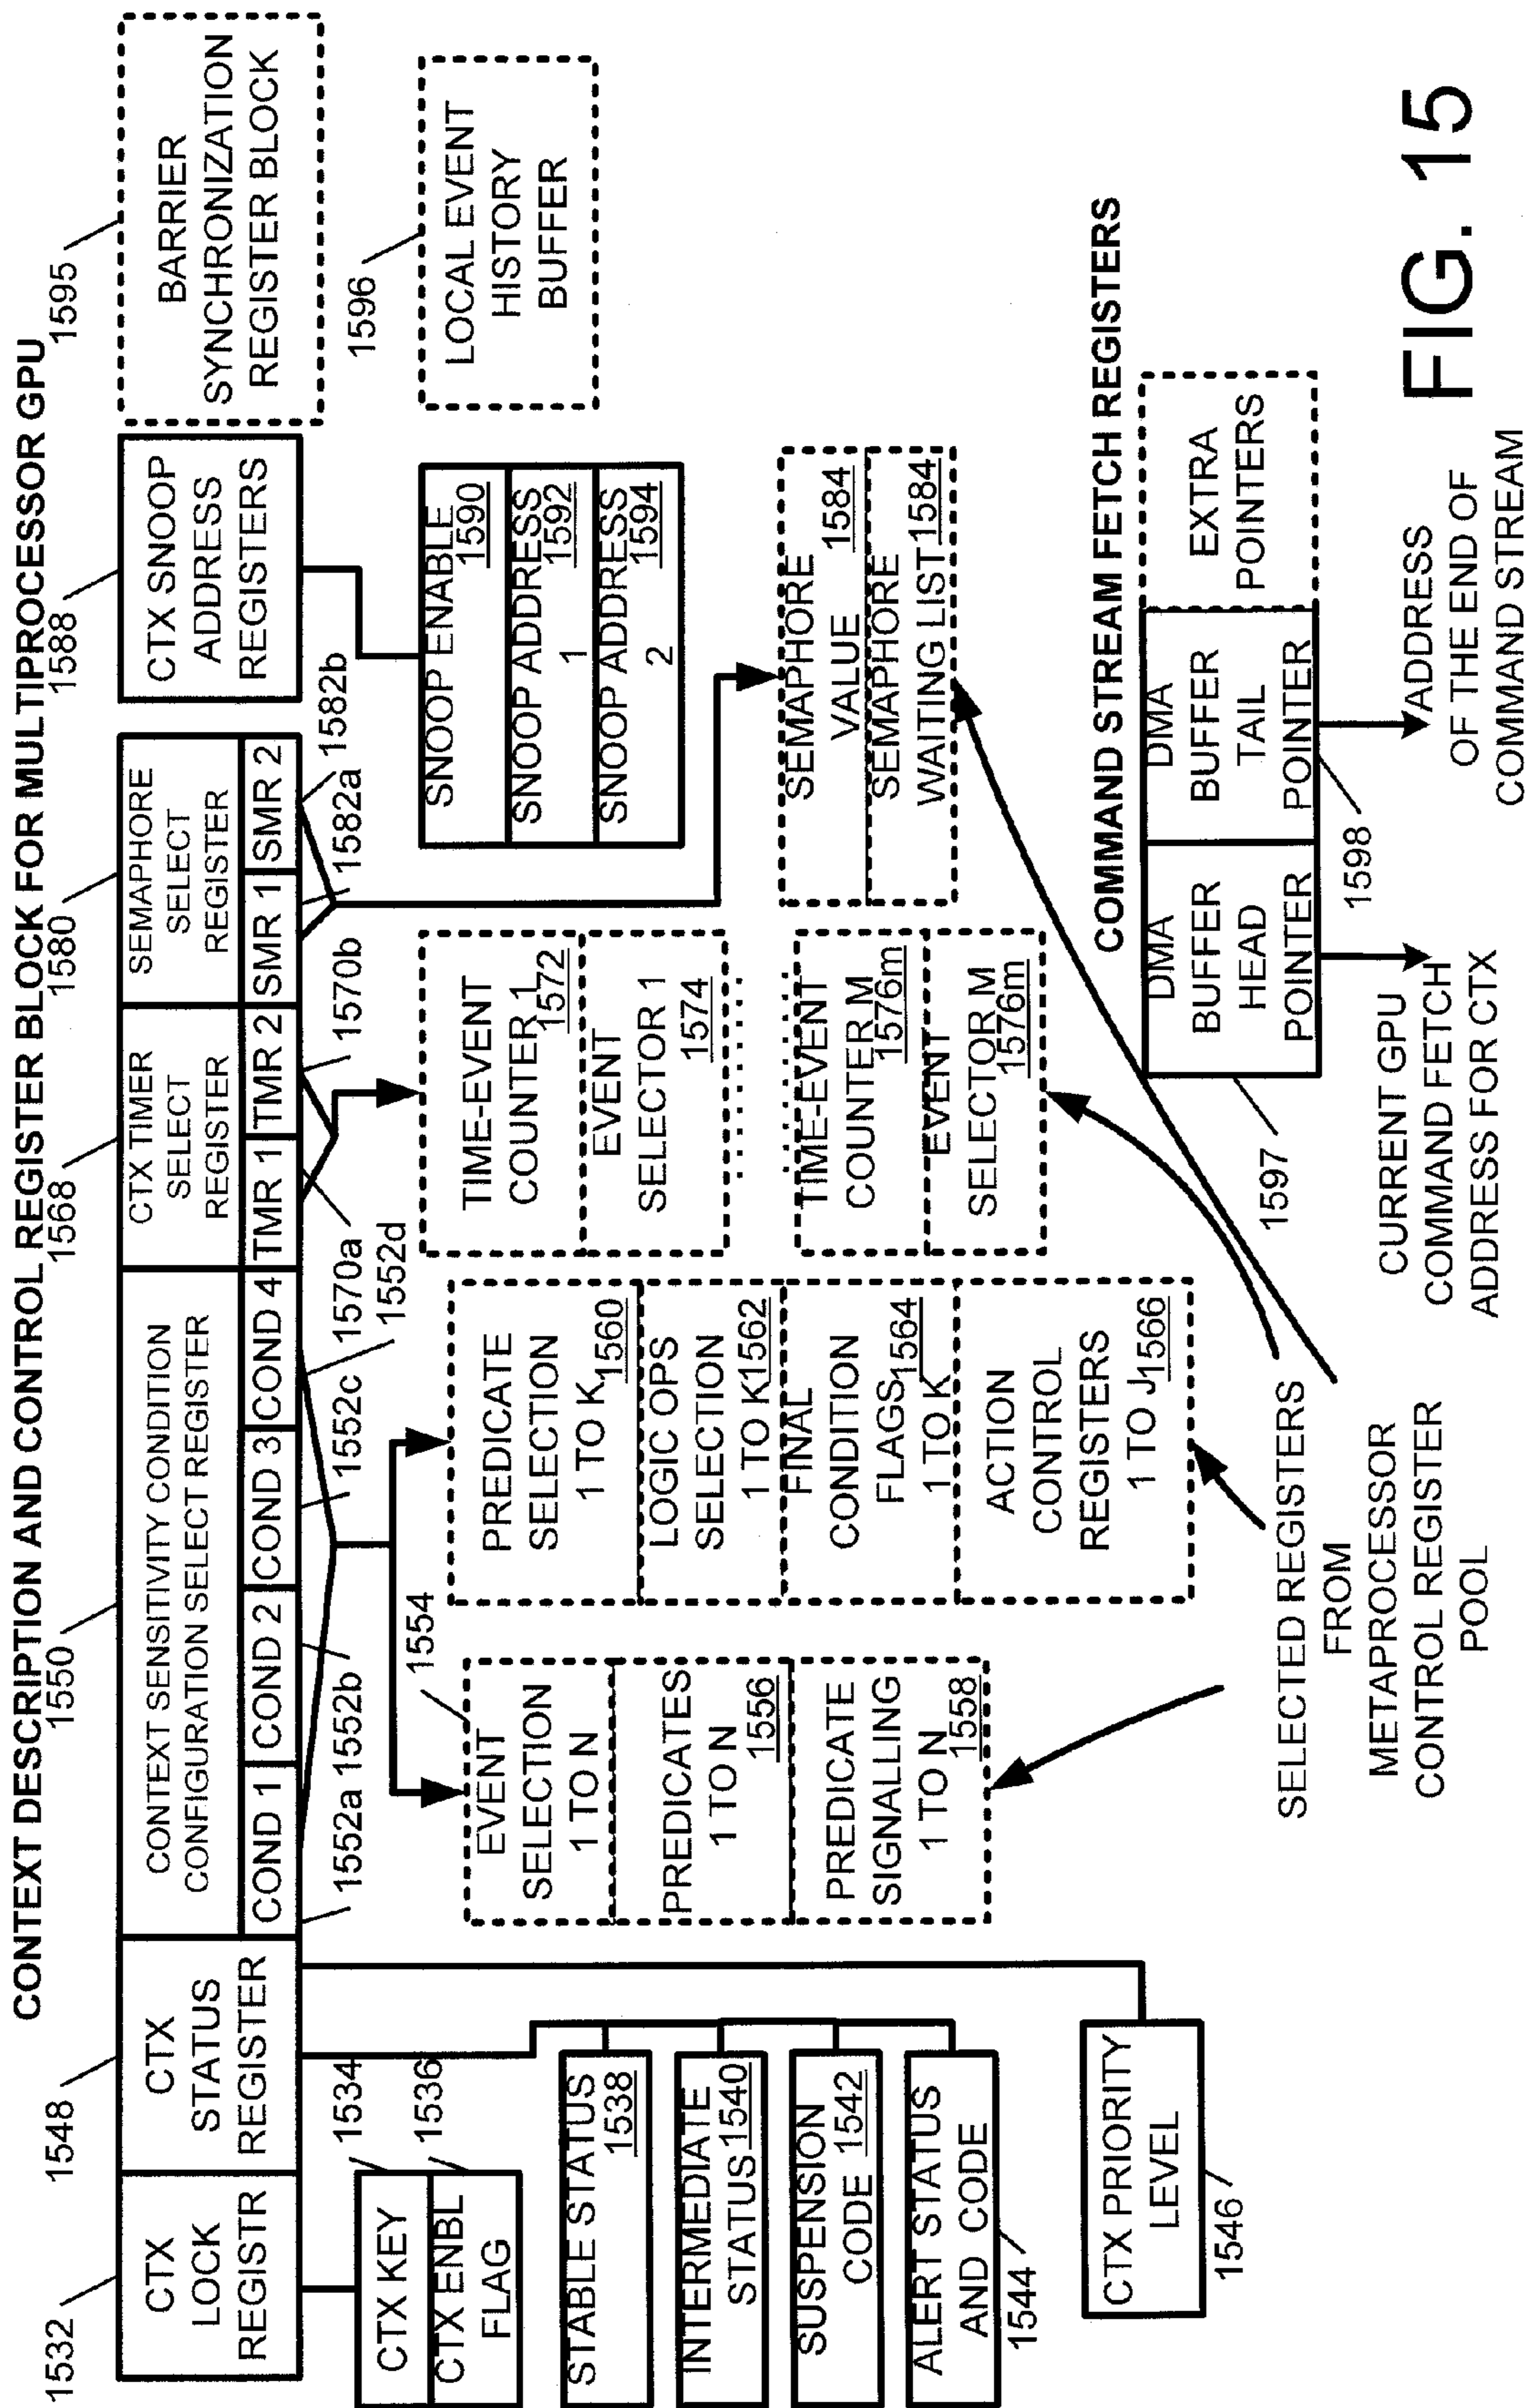 CONTEXT DESCRIPTION AND CONTROL REGISTER BLOCK FOR MULTIPROCESSOR GPU
1532
1548
1550
1568
1580
1588
1595
CTX
LOCK
REGISTR
CTX
STATUS
REGISTER
CONTEXT SENSITIVITY CONDITION
CONFIGURATION SELECT REGISTER
COND 1
COND 2
COND 3
COND 4
CTX TIMER
SELECT
REGISTER
TMR 1
TMR 2
SEMAPHORE
SELECT
REGISTER
SMR 1
SMR 2
CTX SNOOP
ADDRESS
REGISTERS
BARRIER
SYNCHRONIZATION
REGISTER BLOCK
1534
1536
1552a
1552b
1552c
1552d
1570a
1570b
1582a
1582b
1596
CTX KEY
CTX ENBL
FLAG
STABLE STATUS
1538
INTERMEDIATE
STATUS 1540
SUSPENSION
CODE 1542
ALERT STATUS
AND CODE
1544
CTX PRIORITY
LEVEL
1546
1554
EVENT
SELECTION
1 TO N
PREDICATES
1 TO N
1556
PREDICATE
SIGNALLING
1 TO N
1558
PREDICATE
SELECTION
1 TO K 1560
LOGIC OPS
SELECTION
1 TO K 1562
FINAL
CONDITION
FLAGS 1564
1 TO K
ACTION
CONTROL
REGISTERS
1 TO J 1566
TIME-EVENT
COUNTER 1
1572
EVENT
SELECTOR 1
1574
TIME-EVENT
COUNTER M
1576m
EVENT
SELECTOR M
1576m
SNOOP ENABLE
1590
SNOOP ADDRESS
1 1592
SNOOP ADDRESS
2 1594
LOCAL EVENT
HISTORY
BUFFER
SEMAPHORE
VALUE 1584
SEMAPHORE
WAITING LIST 1584
SELECTED REGISTERS
FROM
METAPROCESSOR
CONTROL REGISTER
POOL
COMMAND STREAM FETCH REGISTERS
DMA
BUFFER
HEAD
POINTER
DMA
BUFFER
TAIL
POINTER
EXTRA
POINTERS
1597
1598
CURRENT GPU
COMMAND FETCH
ADDRESS FOR CTX
ADDRESS
OF THE END OF
COMMAND STREAM
FIG. 15